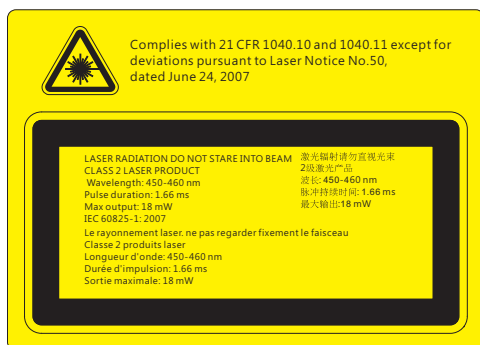 Complies with 21 CFR 1040.10 and 1040.11 except for
deviations pursuant to Laser Notice No.50,
dated June 24, 2007
LASER RADIATION DO NOT STARE INTO BEAM
CLASS 2 LASER PRODUCT
Wavelength: 450-460 nm
Pulse duration: 1.66 ms
Max output: 18 mW
IEC 60825-1: 2007
激光辐射请勿直视光束
2级激光产品
波长: 450-460 nm
脉冲持续时间: 1.66 ms
最大输出:18 mW
Le rayonnement laser. ne pas regarder fixement le faisceau
Classe 2 produits laser
Longueur d'onde: 450-460 nm
Durée d'impulsion: 1.66 ms
Sortie maximale: 18 mW